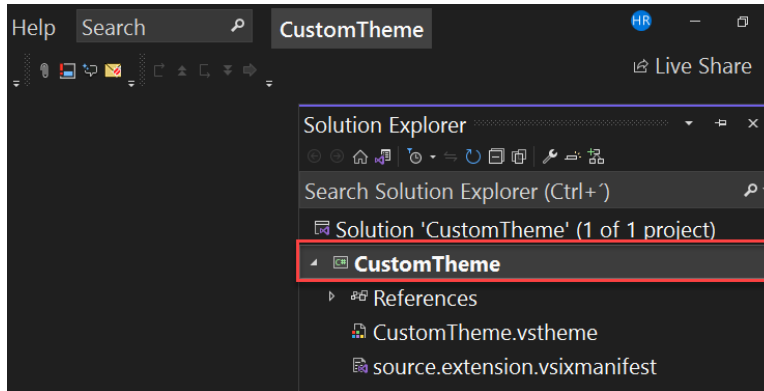 Help Search CustomTheme HR
Live Share
Solution Explorer
Search Solution Explorer (Ctrl+´)
Solution 'CustomTheme' (1 of 1 project)
C# CustomTheme
References
CustomTheme.vstheme
source.extension.vsixmanifest